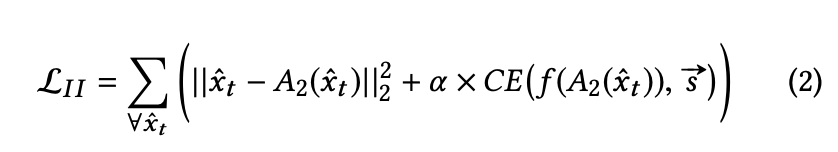 ℒ_{II} = ∑_{∀x̂_t} (||x̂_t − A_2(x̂_t)||_2^2 + α × CE(f(A_2(x̂_t)), s⃗)) (2)